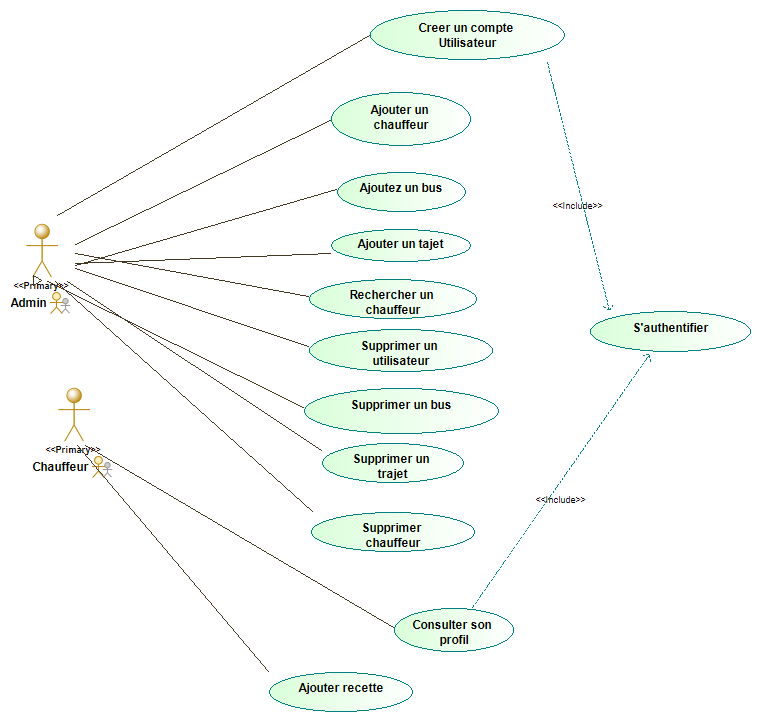 Creer un compte
Utilisateur
Ajouter un
chauffeur
Ajoutez un bus
<<Include>>
Ajouter un tajet
<<Primary>>
Admin
Rechercher un
chauffeur
S'authentifier
Supprimer un
utilisateur
Supprimer un bus
<<Primary>>
Chauffeur
Supprimer un
trajet
<<Include>>
Supprimer
chauffeur
Consulter son
profil
Ajouter recette